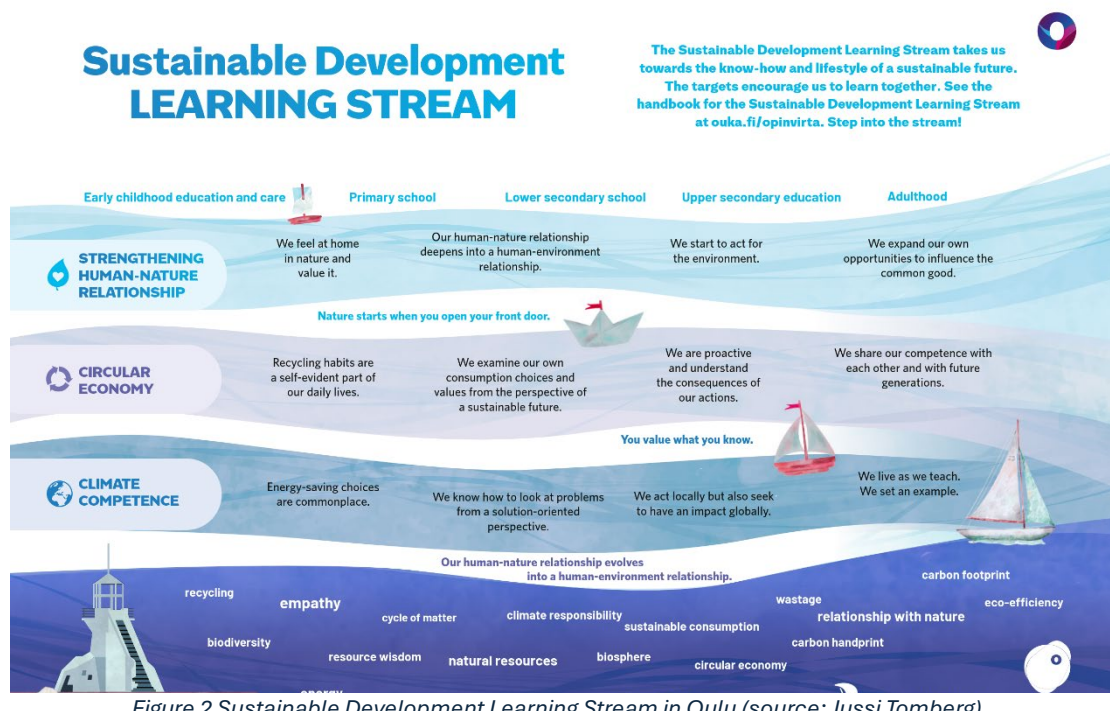 Sustainable Development
LEARNING STREAM
The Sustainable Development Learning Stream takes us
towards the know-how and lifestyle of a sustainable future.
The targets encourage us to learn together. See the
handbook for the Sustainable Development Learning Stream
at ouka.fi/opinvirta. Step into the stream!
Early childhood education and care
Primary school
Lower secondary school
Upper secondary education
Adulthood
STRENGTHENING
HUMAN-NATURE
RELATIONSHIP
We feel at home
in nature and
value it.
Our human-nature relationship
deepens into a human-environment
relationship.
We start to act for
the environment.
We expand our own
opportunities to influence the
common good.
Nature starts when you open your front door.
CIRCULAR
ECONOMY
Recycling habits are
a self-evident part of
our daily lives.
We examine our own
consumption choices and
values from the perspective of
a sustainable future.
We are proactive
and understand
the consequences of
our actions.
We share our competence with
each other and with future
generations.
You value what you know.
CLIMATE
COMPETENCE
Energy-saving choices
are commonplace.
We know how to look at problems
from a solution-oriented
perspective.
We act locally but also seek
to have an impact globally.
We live as we teach.
We set an example.
Our human-nature relationship evolves
into a human-environment relationship.
carbon footprint
recycling
empathy
cycle of matter
climate responsibility
sustainable consumption
wastage
relationship with nature
eco-efficiency
biodiversity
resource wisdom
natural resources
biosphere
circular economy
carbon handprint
energy
Figure 2 Sustainable Development Learning Stream in Oulu (source: Jussi Tomberg)